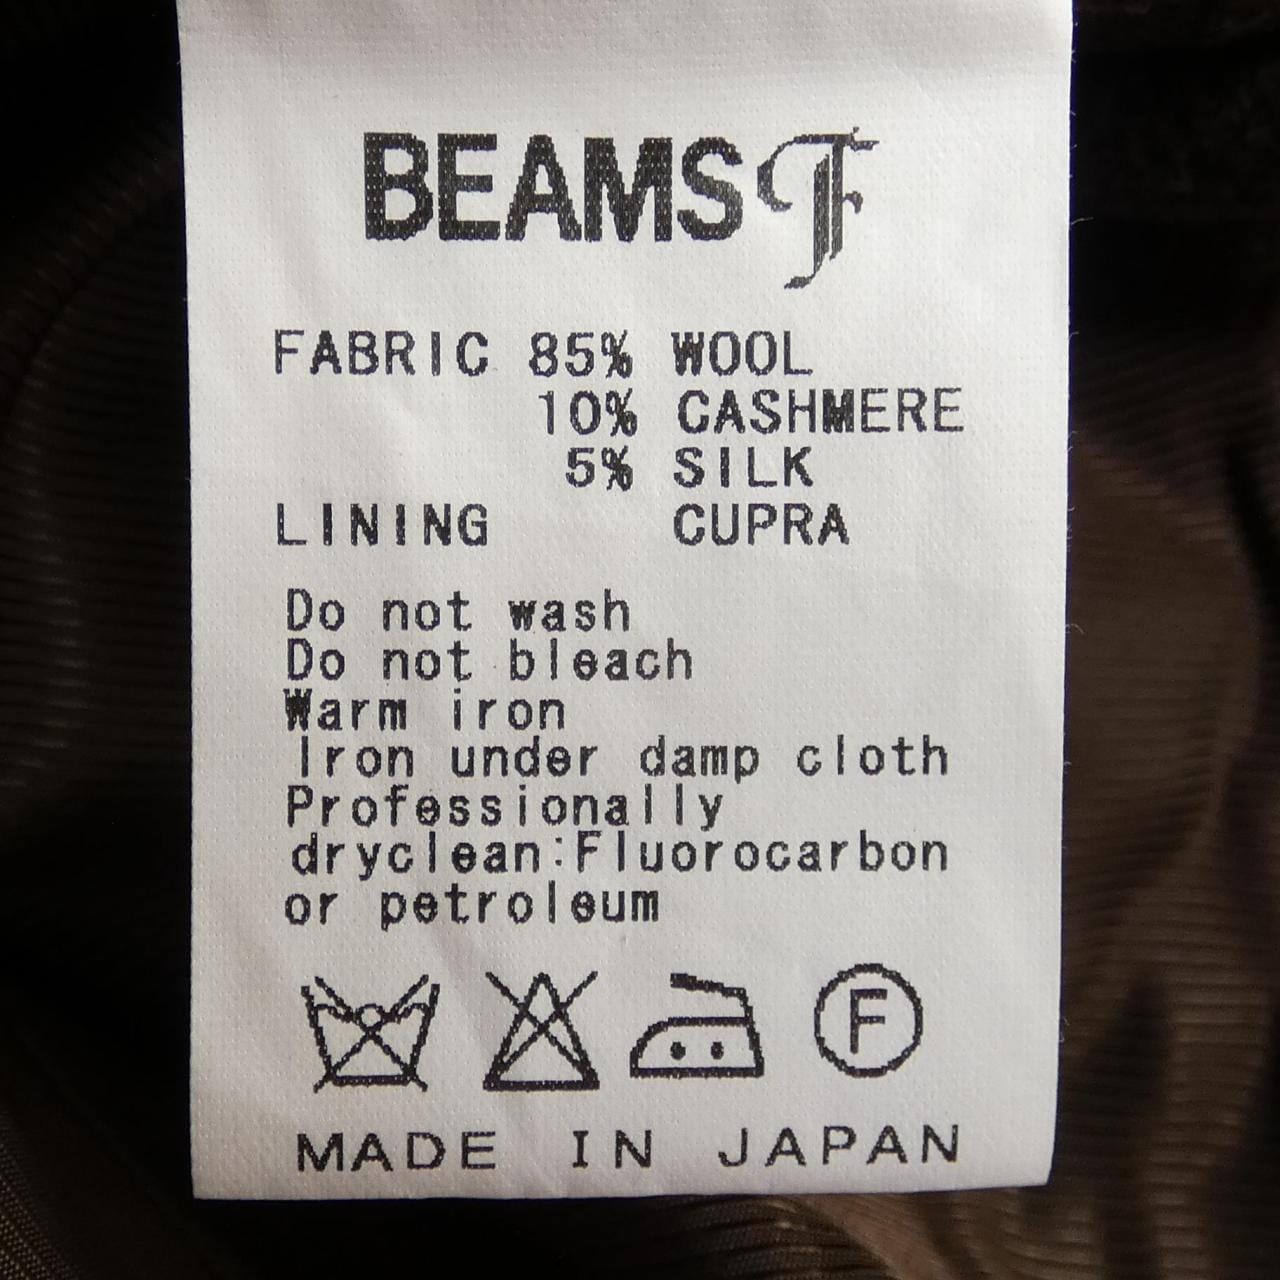 BEAMS F
FABRIC 85% WOOL
10% CASHMERE
5% SILK
LINING CUPRA
Do not wash
Do not bleach
Warm iron
Iron under damp cloth
Professionally
dryclean:Fluorocarbon
or petroleum
F
MADE IN JAPAN